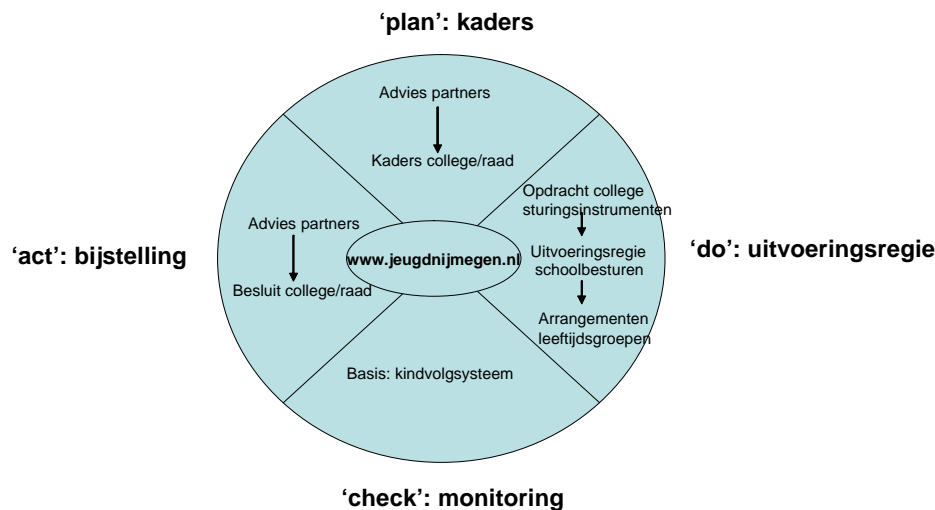 ‘plan’: kaders
Advies partners
Kaders college/raad
Opdracht college
sturingsinstrumenten
Uitvoeringsregie
schoolbesturen
Arrangementen
leeftijdsgroepen
‘do’: uitvoeringsregie
www.jeugdnijmegen.nl
Advies partners
Besluit college/raad
‘act’: bijstelling
Basis: kindvolgsysteem
‘check’: monitoring